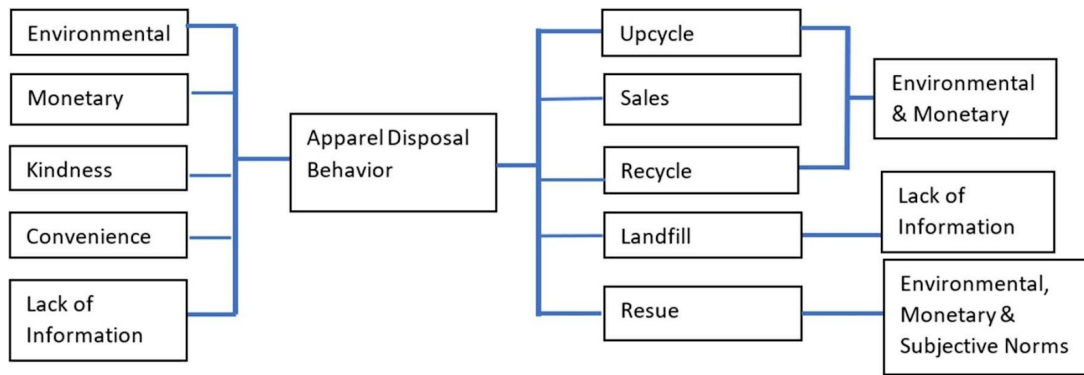 Environmental
Monetary
Kindness
Convenience
Lack of
Information
Apparel Disposal
Behavior
Upcycle
Sales
Recycle
Landfill
Resue
Environmental
& Monetary
Lack of
Information
Environmental,
Monetary &
Subjective Norms